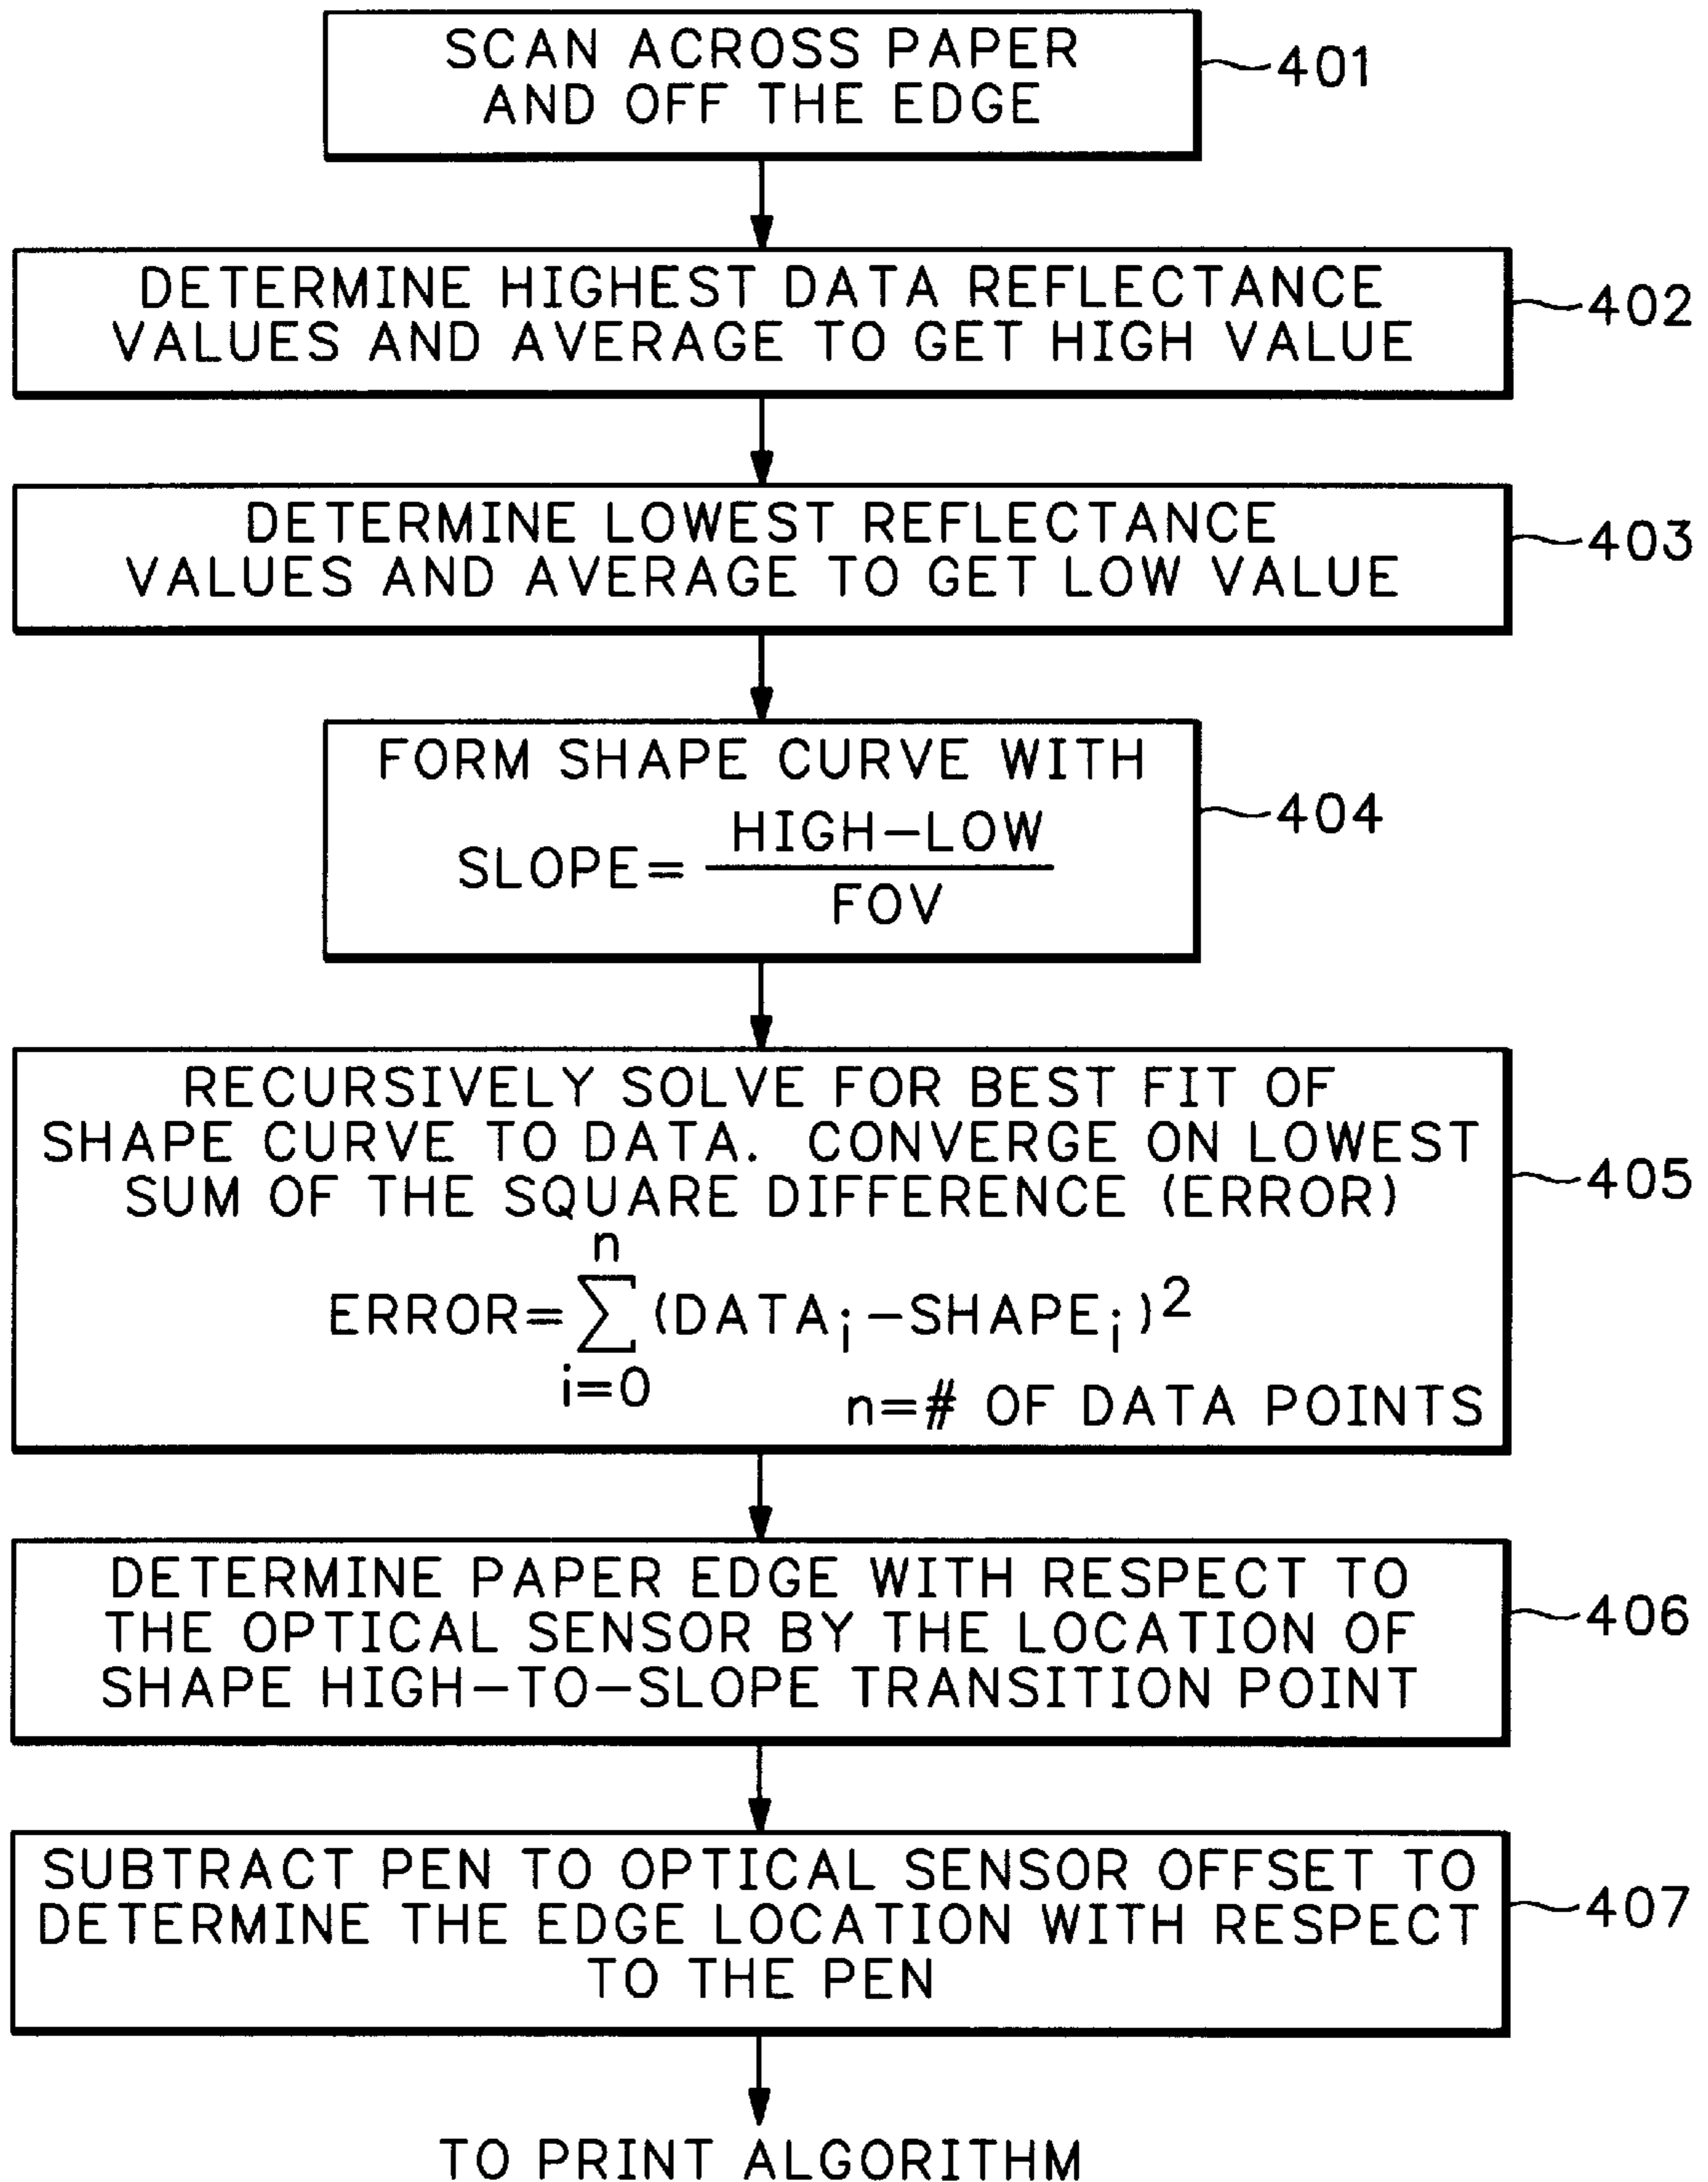 SCAN ACROSS PAPER
AND OFF THE EDGE
401
DETERMINE HIGHEST DATA REFLECTANCE
VALUES AND AVERAGE TO GET HIGH VALUE
402
DETERMINE LOWEST REFLECTANCE
VALUES AND AVERAGE TO GET LOW VALUE
403
FORM SHAPE CURVE WITH
SLOPE= HIGH-LOW
FOV
404
RECURSIVELY SOLVE FOR BEST FIT OF
SHAPE CURVE TO DATA. CONVERGE ON LOWEST
SUM OF THE SQUARE DIFFERENCE (ERROR)
n
ERROR=∑(DATAi-SHAPEi)2
i=0
n=# OF DATA POINTS
405
DETERMINE PAPER EDGE WITH RESPECT TO
THE OPTICAL SENSOR BY THE LOCATION OF
SHAPE HIGH-TO-SLOPE TRANSITION POINT
406
SUBTRACT PEN TO OPTICAL SENSOR OFFSET TO
DETERMINE THE EDGE LOCATION WITH RESPECT
TO THE PEN
407
TO PRINT ALGORITHM